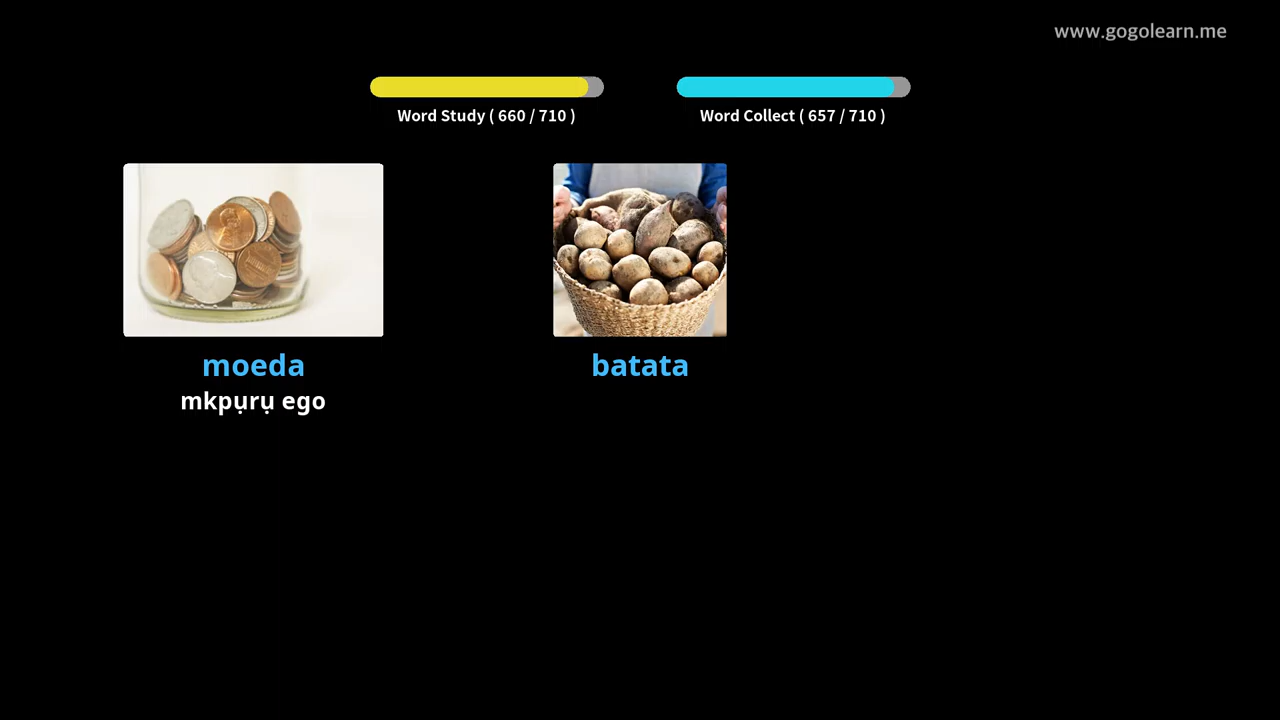 www.gogolearn.me
Word Study ( 660 / 710 )
Word Collect ( 657 / 710 )
moeda
mkpụrụ ego
batata